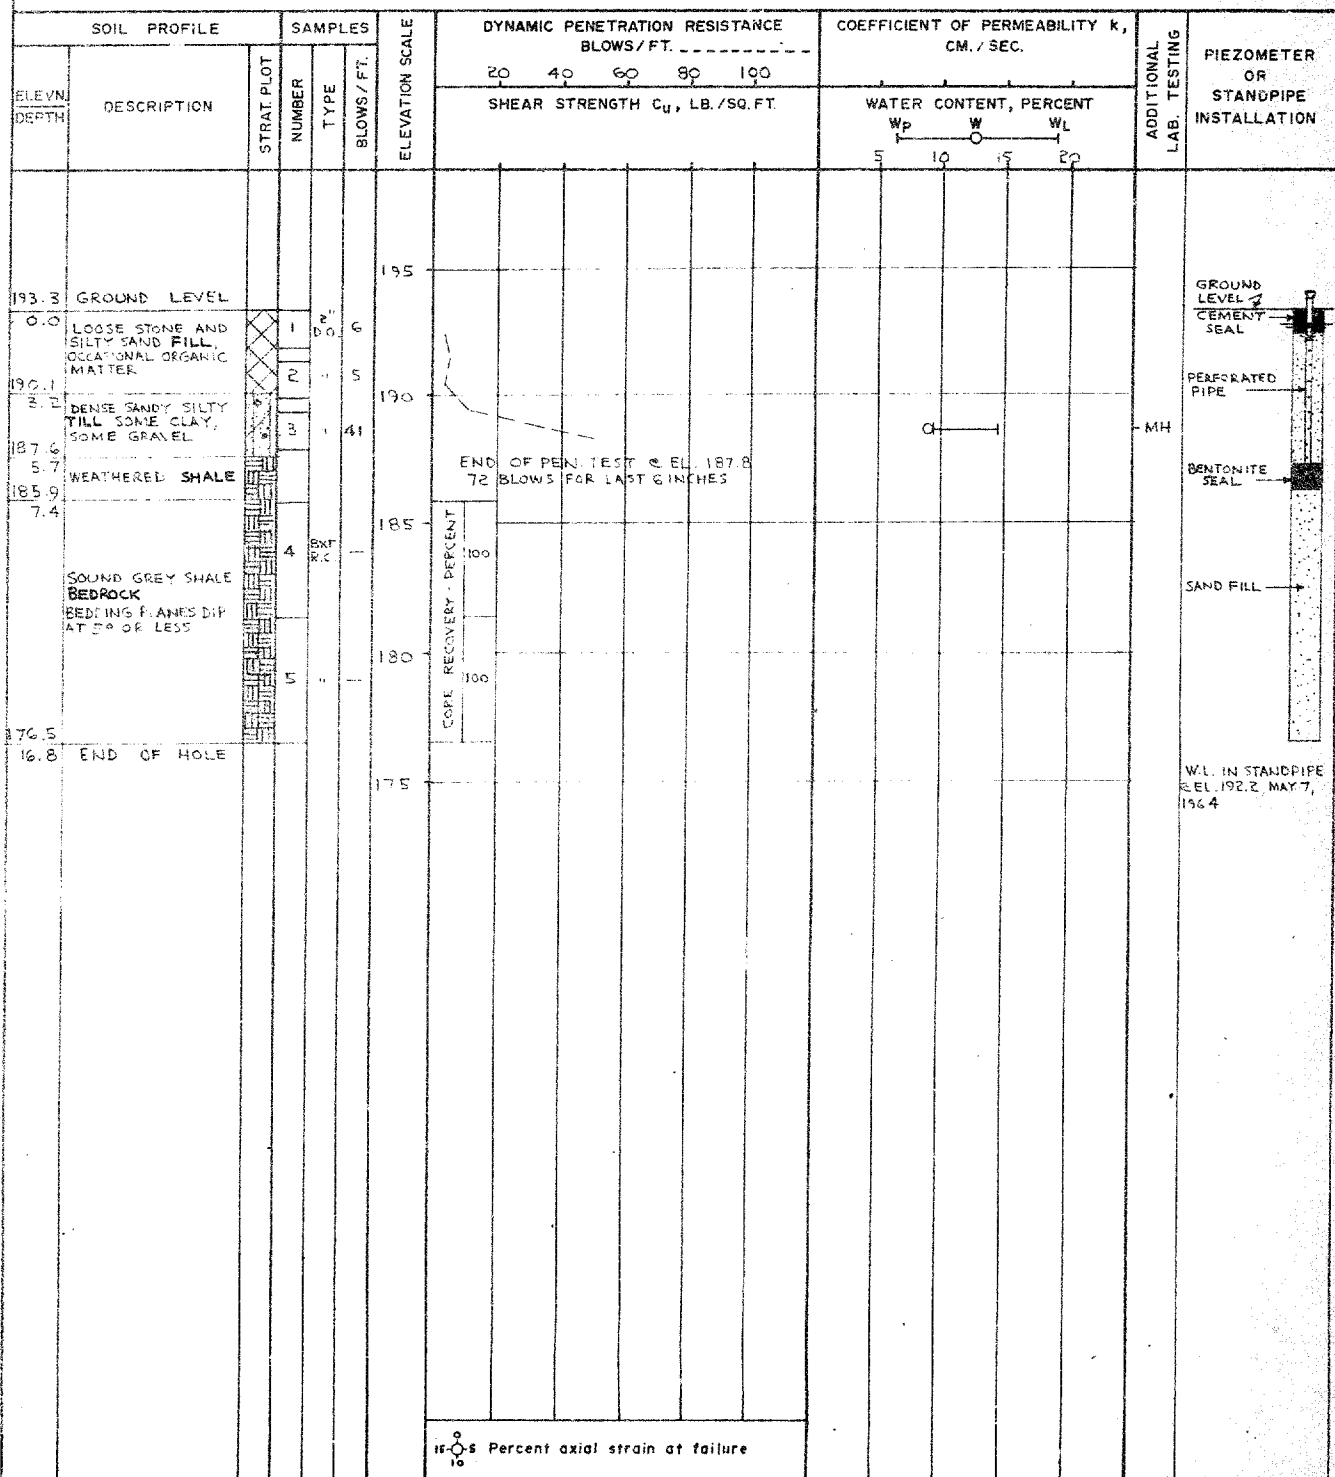 SOIL PROFILE
SAMPLES
ELEVATION SCALE
DYNAMIC PENETRATION RESISTANCE
BLOWS/FT.
20 40 60 80 100
SHEAR STRENGTH Cu, LB./SQ.FT.
COEFFICIENT OF PERMEABILITY k,
CM./SEC.
WATER CONTENT, PERCENT
WP W WL
5 10 15 20
ADDITIONAL
LAB. TESTING
PIEZOMETER
OR
STANDPIPE
INSTALLATION
ELEVN.
DEPTH
DESCRIPTION
STRAT. PLOT
NUMBER
TYPE
BLOWS/FT.
195
193.3 GROUND LEVEL
0.0
LOOSE STONE AND
SILTY SAND FILL,
OCCATONAL ORGANIC
MATTER
1 2" D.O. 6
2 " 5
190.1
3.2
190
DENSE SANDY SILTY
TILL SOME CLAY,
SOME GRAVEL
3 " 41
MH
187.6
5.7
WEATHERED SHALE
END OF PEN. TEST @ EL. 187.8
72 BLOWS FOR LAST 6 INCHES
185.9
7.4
185
4 BXT R.C. —
SOUND GREY SHALE
BEDROCK
BEDDING PLANES DIP
AT 5° OR LESS
CORE RECOVERY - PERCENT
100
180
5 " —
100
176.5
16.8 END OF HOLE
175
GROUND
LEVEL
CEMENT
SEAL
PERFORATED
PIPE
BENTONITE
SEAL
SAND FILL
W.L. IN STANDPIPE
@ EL. 192.2 MAY 7,
1964
0
15 5 Percent axial strain at failure
10